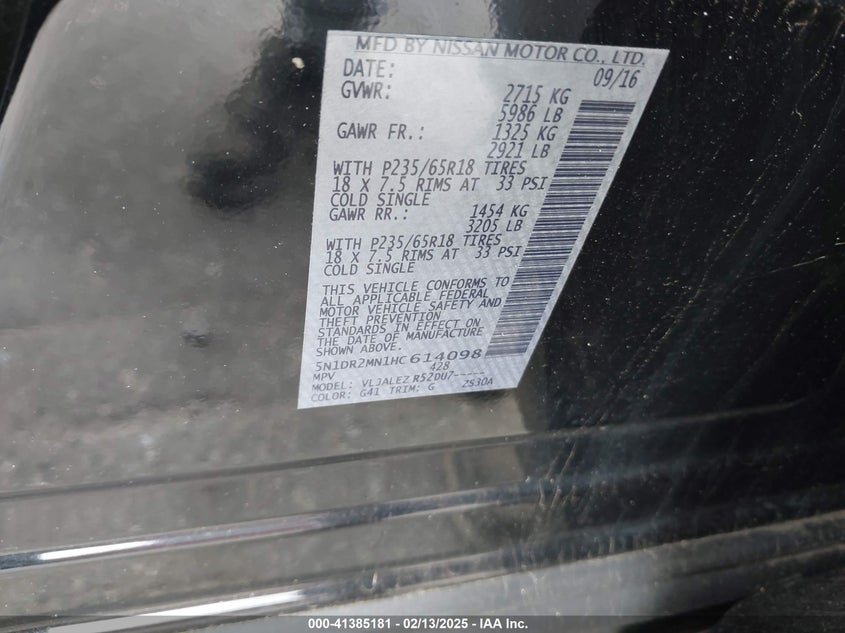 MFD BY NISSAN MOTOR CO., LTD.
DATE: 09/16
GVWR: 2715 KG
5986 LB
GAWR FR.: 1325 KG
2921 LB
WITH P235/65R18 TIRES
18 X 7.5 RIMS AT 33 PSI
COLD SINGLE
GAWR RR.: 1454 KG
3205 LB
WITH P235/65R18 TIRES
18 X 7.5 RIMS AT 33 PSI
COLD SINGLE
THIS VEHICLE CONFORMS TO
ALL APPLICABLE FEDERAL
MOTOR VEHICLE SAFETY AND
THEFT PREVENTION
STANDARDS IN EFFECT ON
THE DATE OF MANUFACTURE
SHOWN ABOVE.
5N1DR2MN1HC614098
MPV 428
MODEL: VLJALEZ R52DU7-----
COLOR: G41 TRIM: G 2S30A
000-41385181 - 02/13/2025 - IAA Inc.